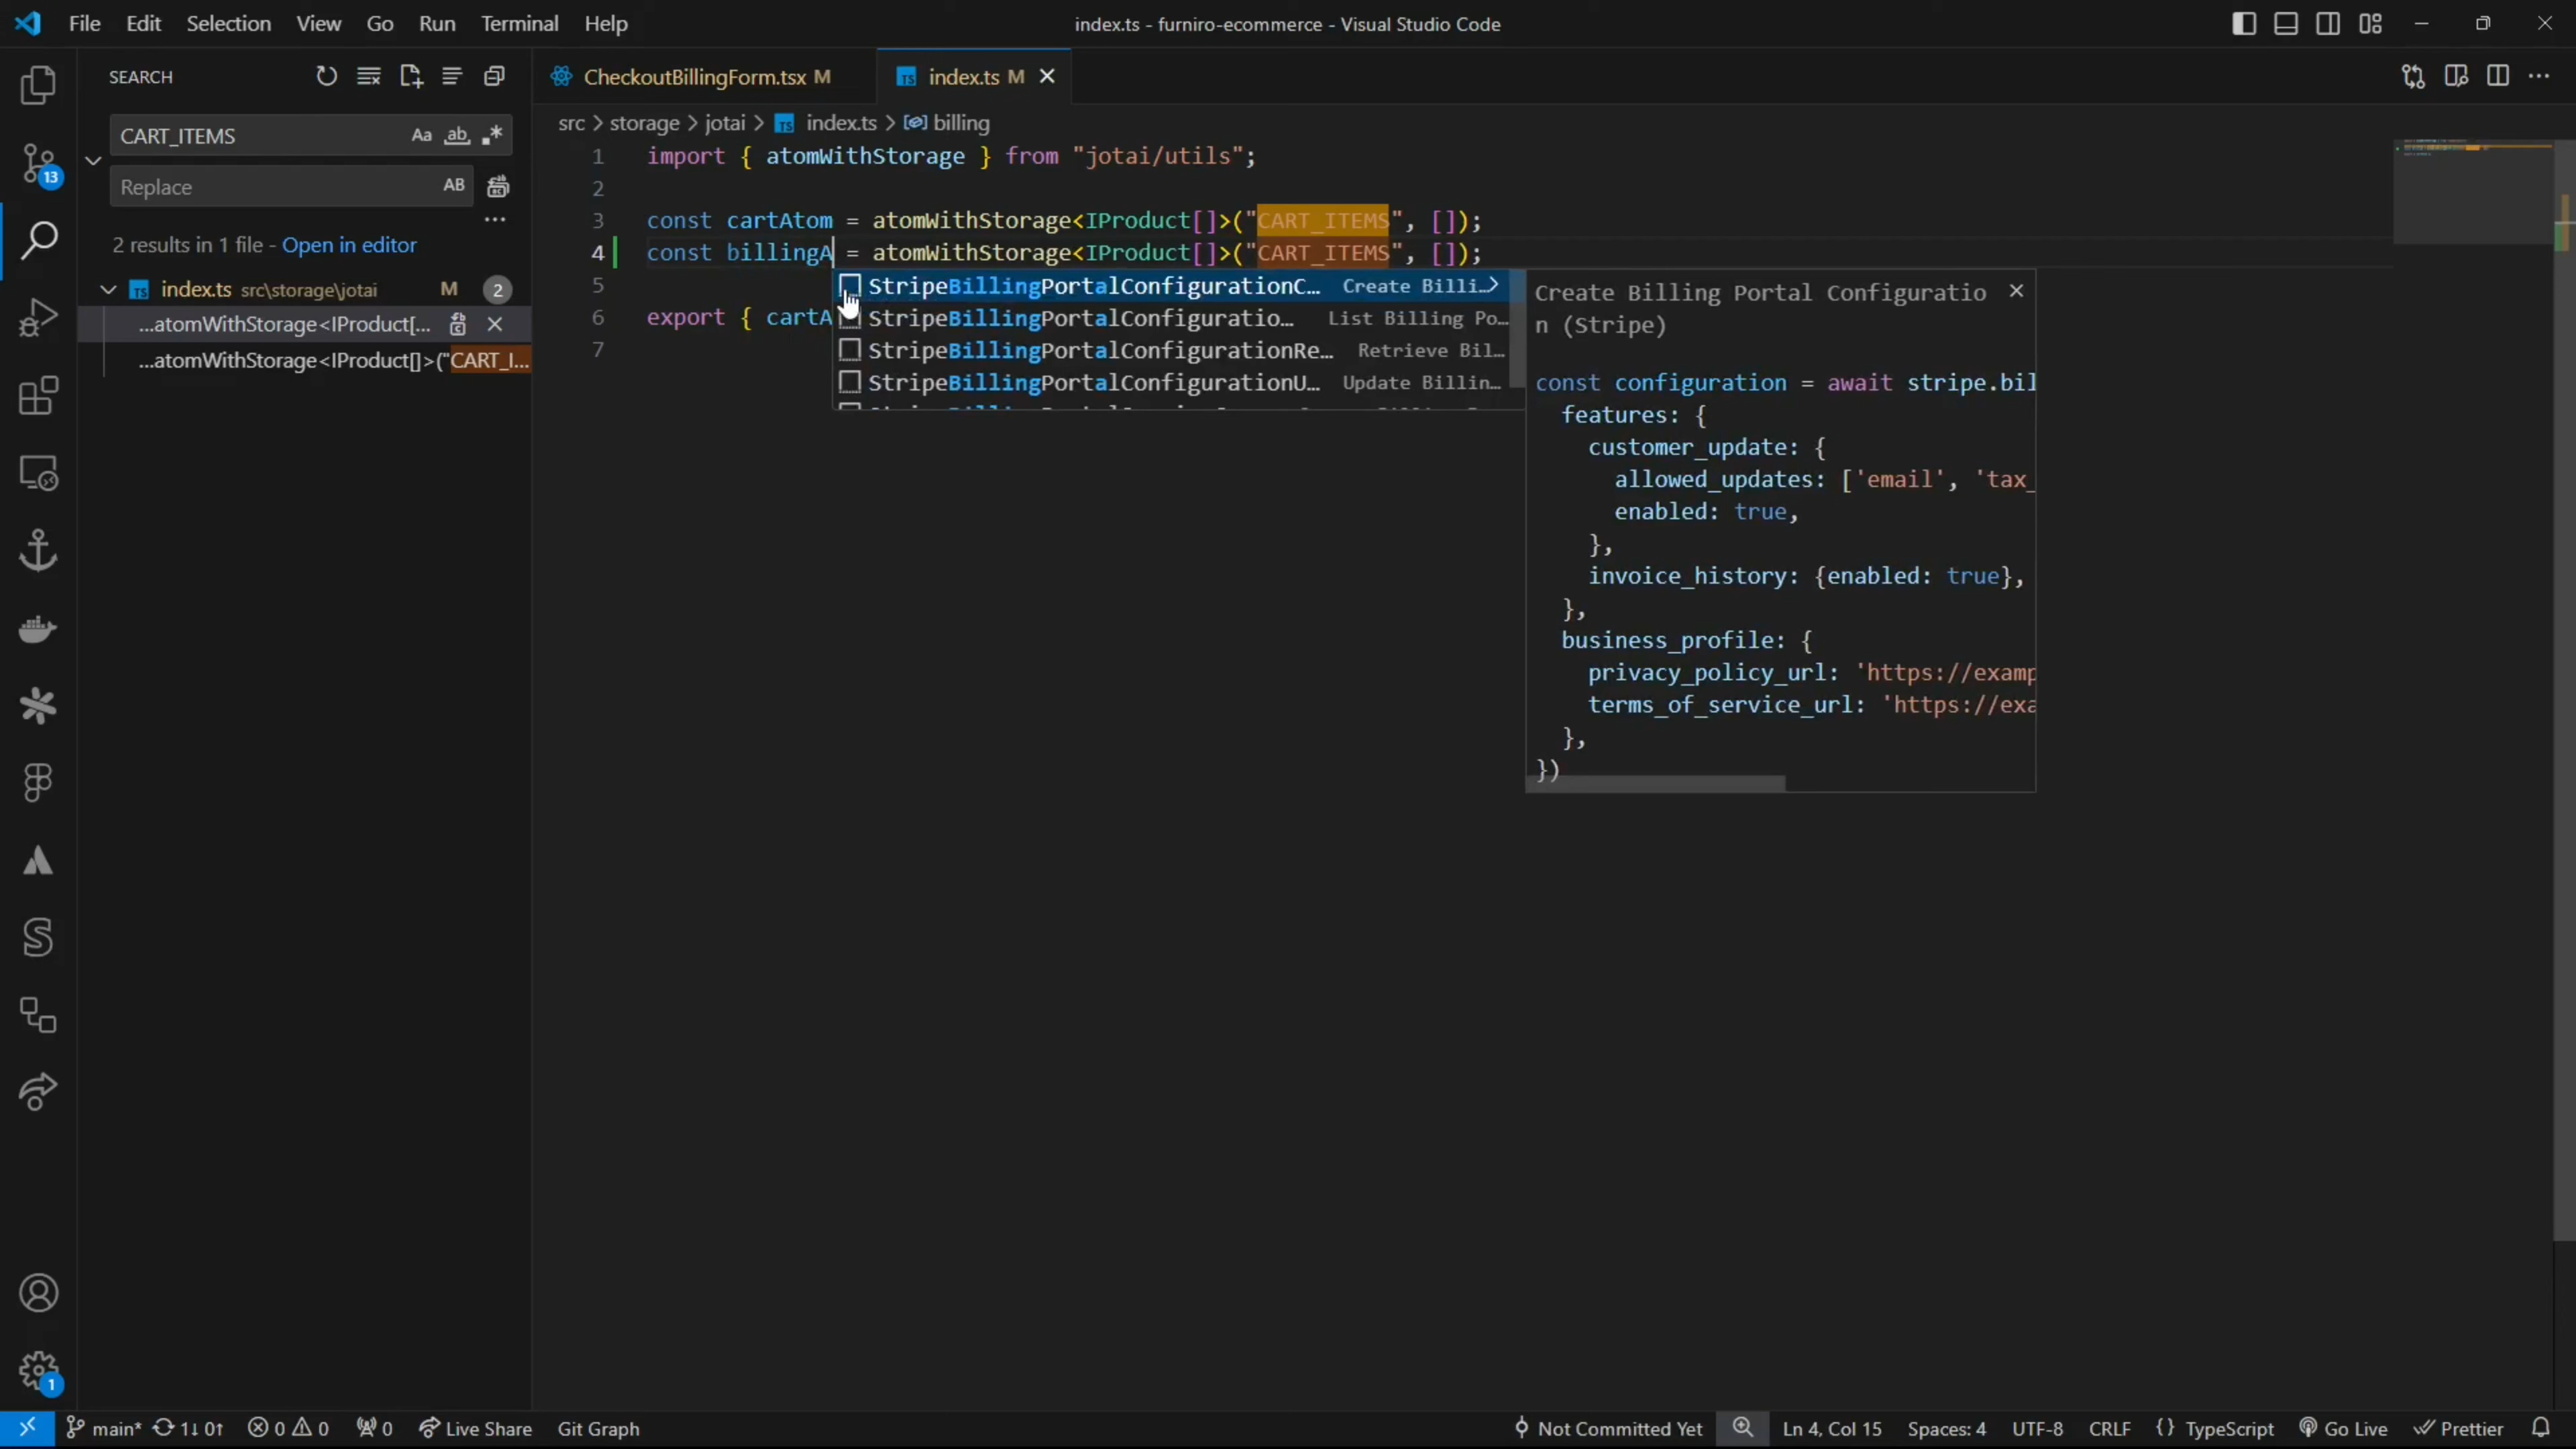 File Edit Selection View Go Run Terminal Help
index.ts - furniro-ecommerce - Visual Studio Code
SEARCH
CheckoutBillingForm.tsx M
index.ts M
CART_ITEMS
Aa ab
Replace
AB
2 results in 1 file - Open in editor
index.ts src\storage\jotai M 2
...atomWithStorage<IProduct[...
...atomWithStorage<IProduct[]>("CART_I...
src > storage > jotai > TS index.ts > billing
1 import { atomWithStorage } from "jotai/utils";
2
3 const cartAtom = atomWithStorage<IProduct[]>("CART_ITEMS", []);
4 const billingA = atomWithStorage<IProduct[]>("CART_ITEMS", []);
5
6 export { cartA
7
StripeBillingPortalConfigurationC... Create Billi...
StripeBillingPortalConfiguratio... List Billing Po...
StripeBillingPortalConfigurationRe... Retrieve Bil...
StripeBillingPortalConfigurationU... Update Billin...
Create Billing Portal Configuratio
n (Stripe)
const configuration = await stripe.bil
features: {
customer_update: {
allowed_updates: ['email', 'tax_
enabled: true,
},
invoice_history: {enabled: true},
},
business_profile: {
privacy_policy_url: 'https://examp
terms_of_service_url: 'https://exa
},
})
13
1
main* 1↓ 0↑ 0 0 0 Live Share Git Graph
Not Committed Yet Ln 4, Col 15 Spaces: 4 UTF-8 CRLF {} TypeScript Go Live Prettier